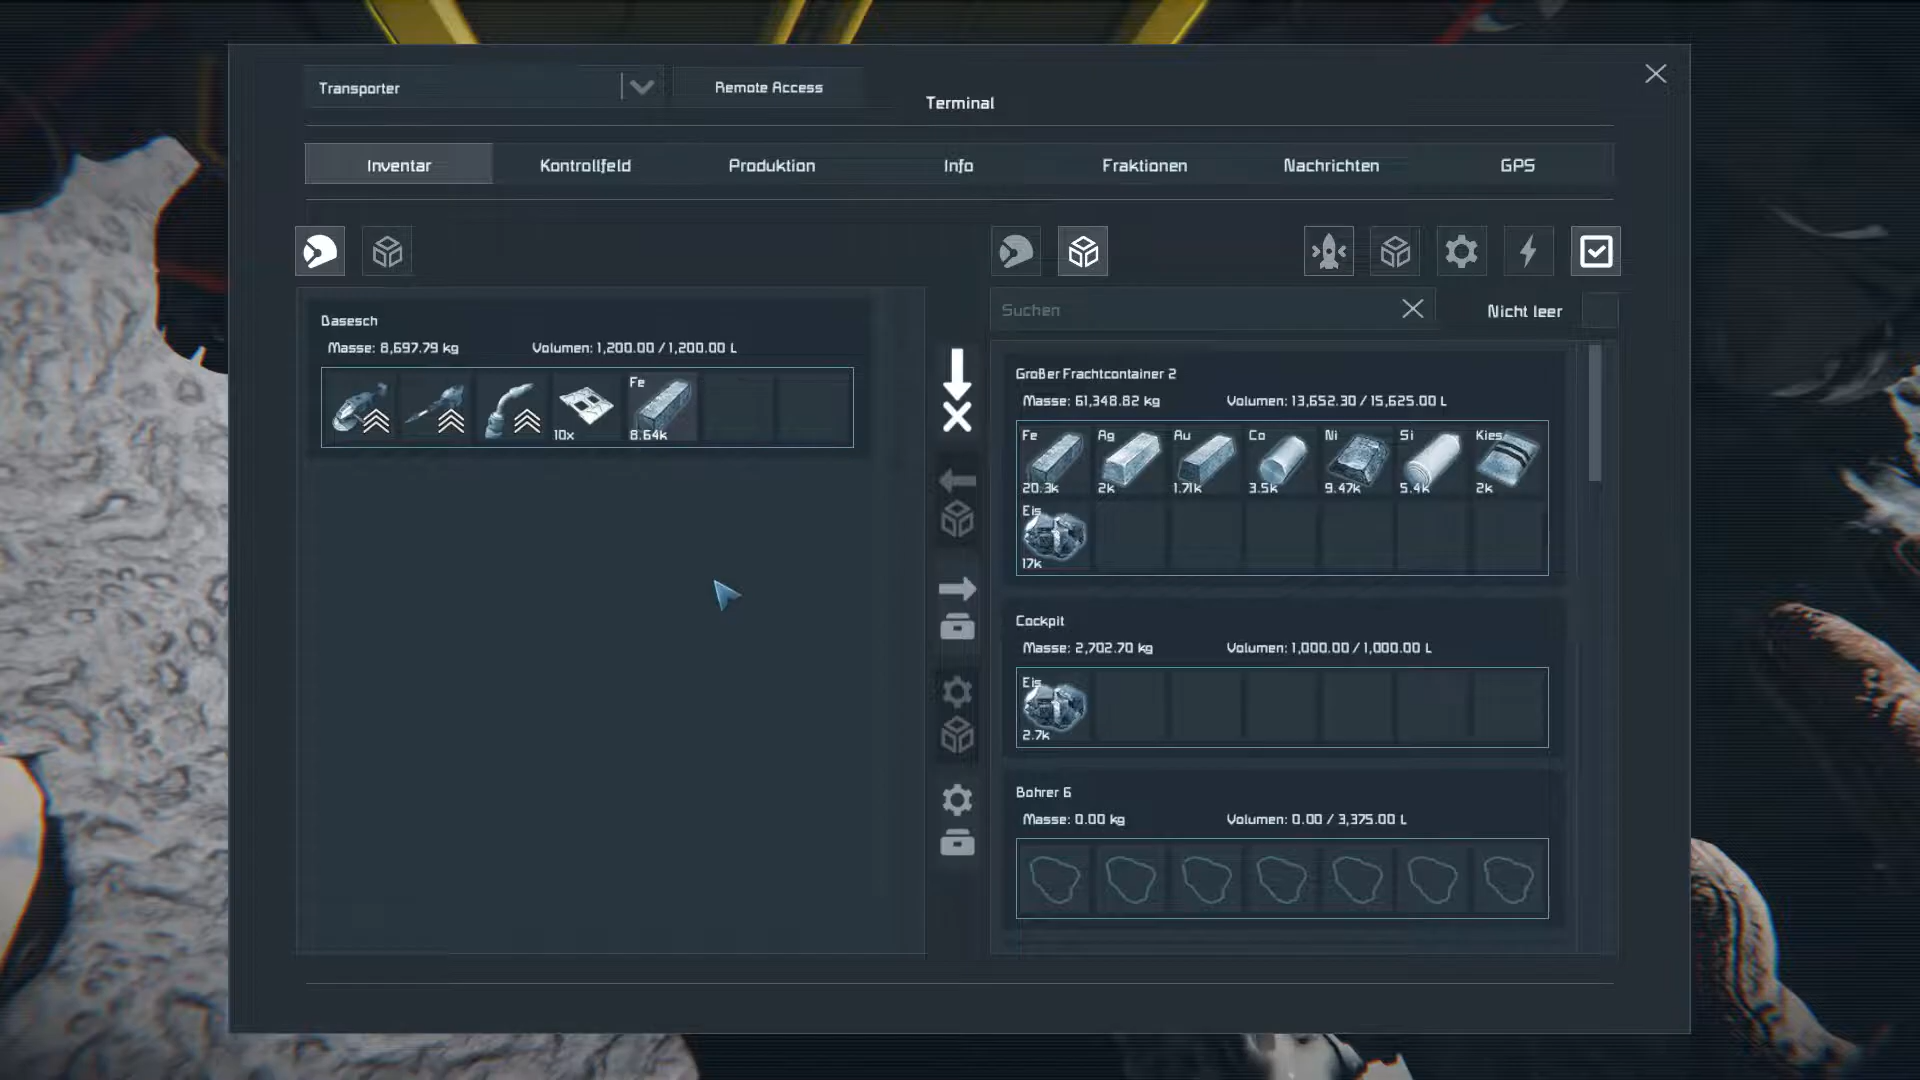 Transporter
Remote Access
Terminal
Inventar
Kontrollfeld
Produktion
Info
Fraktionen
Nachrichten
GPS
Basesch
Masse: 8,697.79 kg
Volumen: 1,200.00 / 1,200.00 L
10x
Fe
8.64k
Suchen
Nicht leer
Großer Frachtcontainer 2
Masse: 61,348.82 kg
Volumen: 13,652.30 / 15,625.00 L
Fe
Ag
Au
Co
Ni
Si
Kies
20.3k
2k
1.71k
3.5k
9.47k
5.4k
2k
Eis
17k
Cockpit
Masse: 2,702.70 kg
Volumen: 1,000.00 / 1,000.00 L
Eis
2.7k
Bohrer 6
Masse: 0.00 kg
Volumen: 0.00 / 3,375.00 L